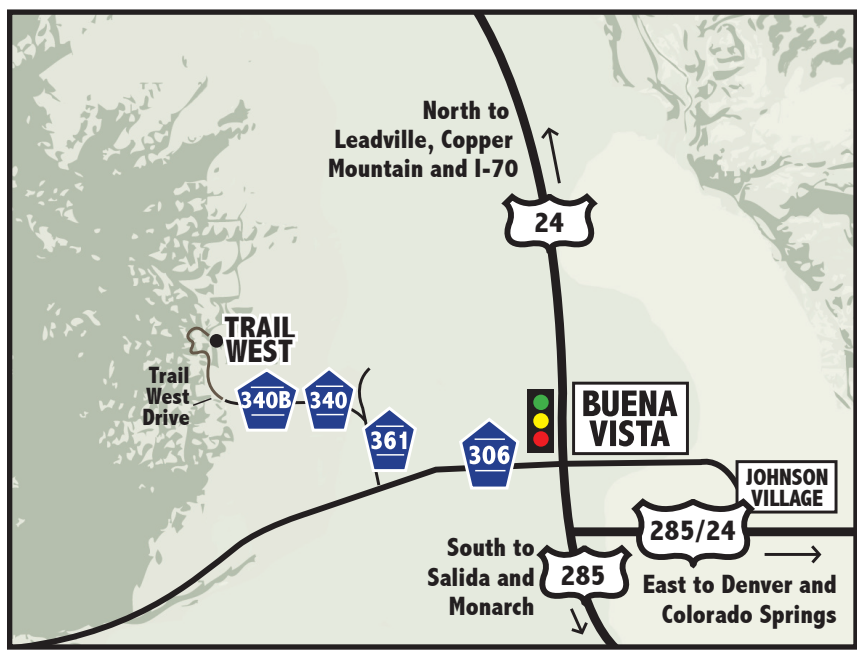 North to
Leadville, Copper
Mountain and I-70
24
TRAIL
WEST
Trail
West
Drive
340B
340
361
306
BUENA
VISTA
JOHNSON
VILLAGE
285/24
South to
Salida and
Monarch
285
East to Denver and
Colorado Springs